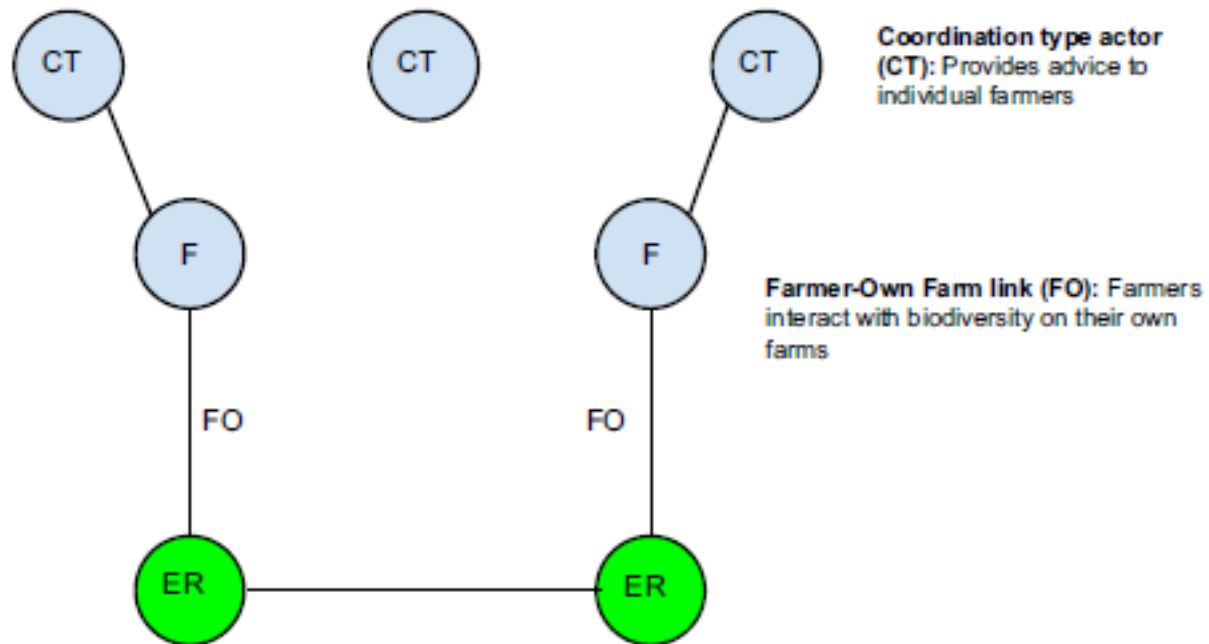 CT
CT
CT
Coordination type actor
(CT): Provides advice to
individual farmers
F
F
Farmer-Own Farm link (FO): Farmers
interact with biodiversity on their own
farms
FO
FO
ER
ER